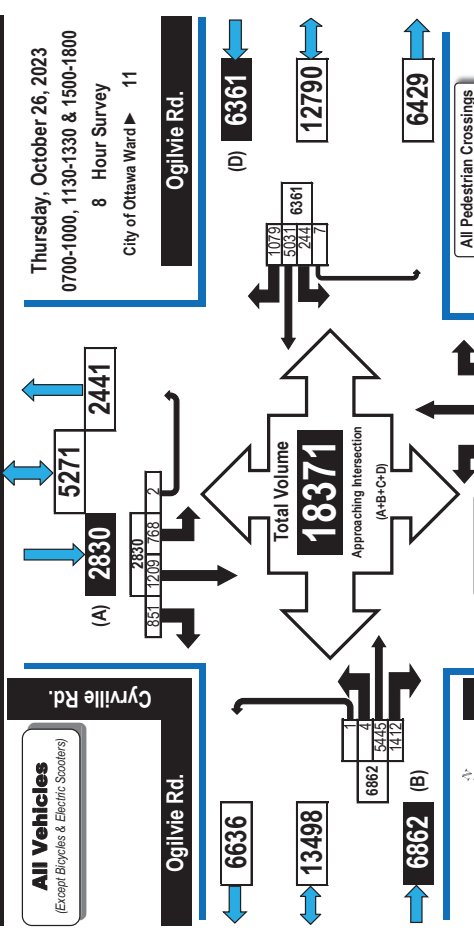 All Vehicles
(Except Bicycles & Electric Scooters)
Cyrville Rd.
Thursday, October 26, 2023
0700-1000, 1130-1330 & 1500-1800
8 Hour Survey
City of Ottawa Ward ► 11
Ogilvie Rd.
5271
(A) 2830 2441
2830
851 1209 768 2
Ogilvie Rd.
6636
13498
6862 (B)
6862
1
4
5445
1412
Total Volume
18371
Approaching Intersection
(A+B+C+D)
1079
5031
244
7
6361
(D) 6361
12790
6429
All Pedestrian Crossings
N